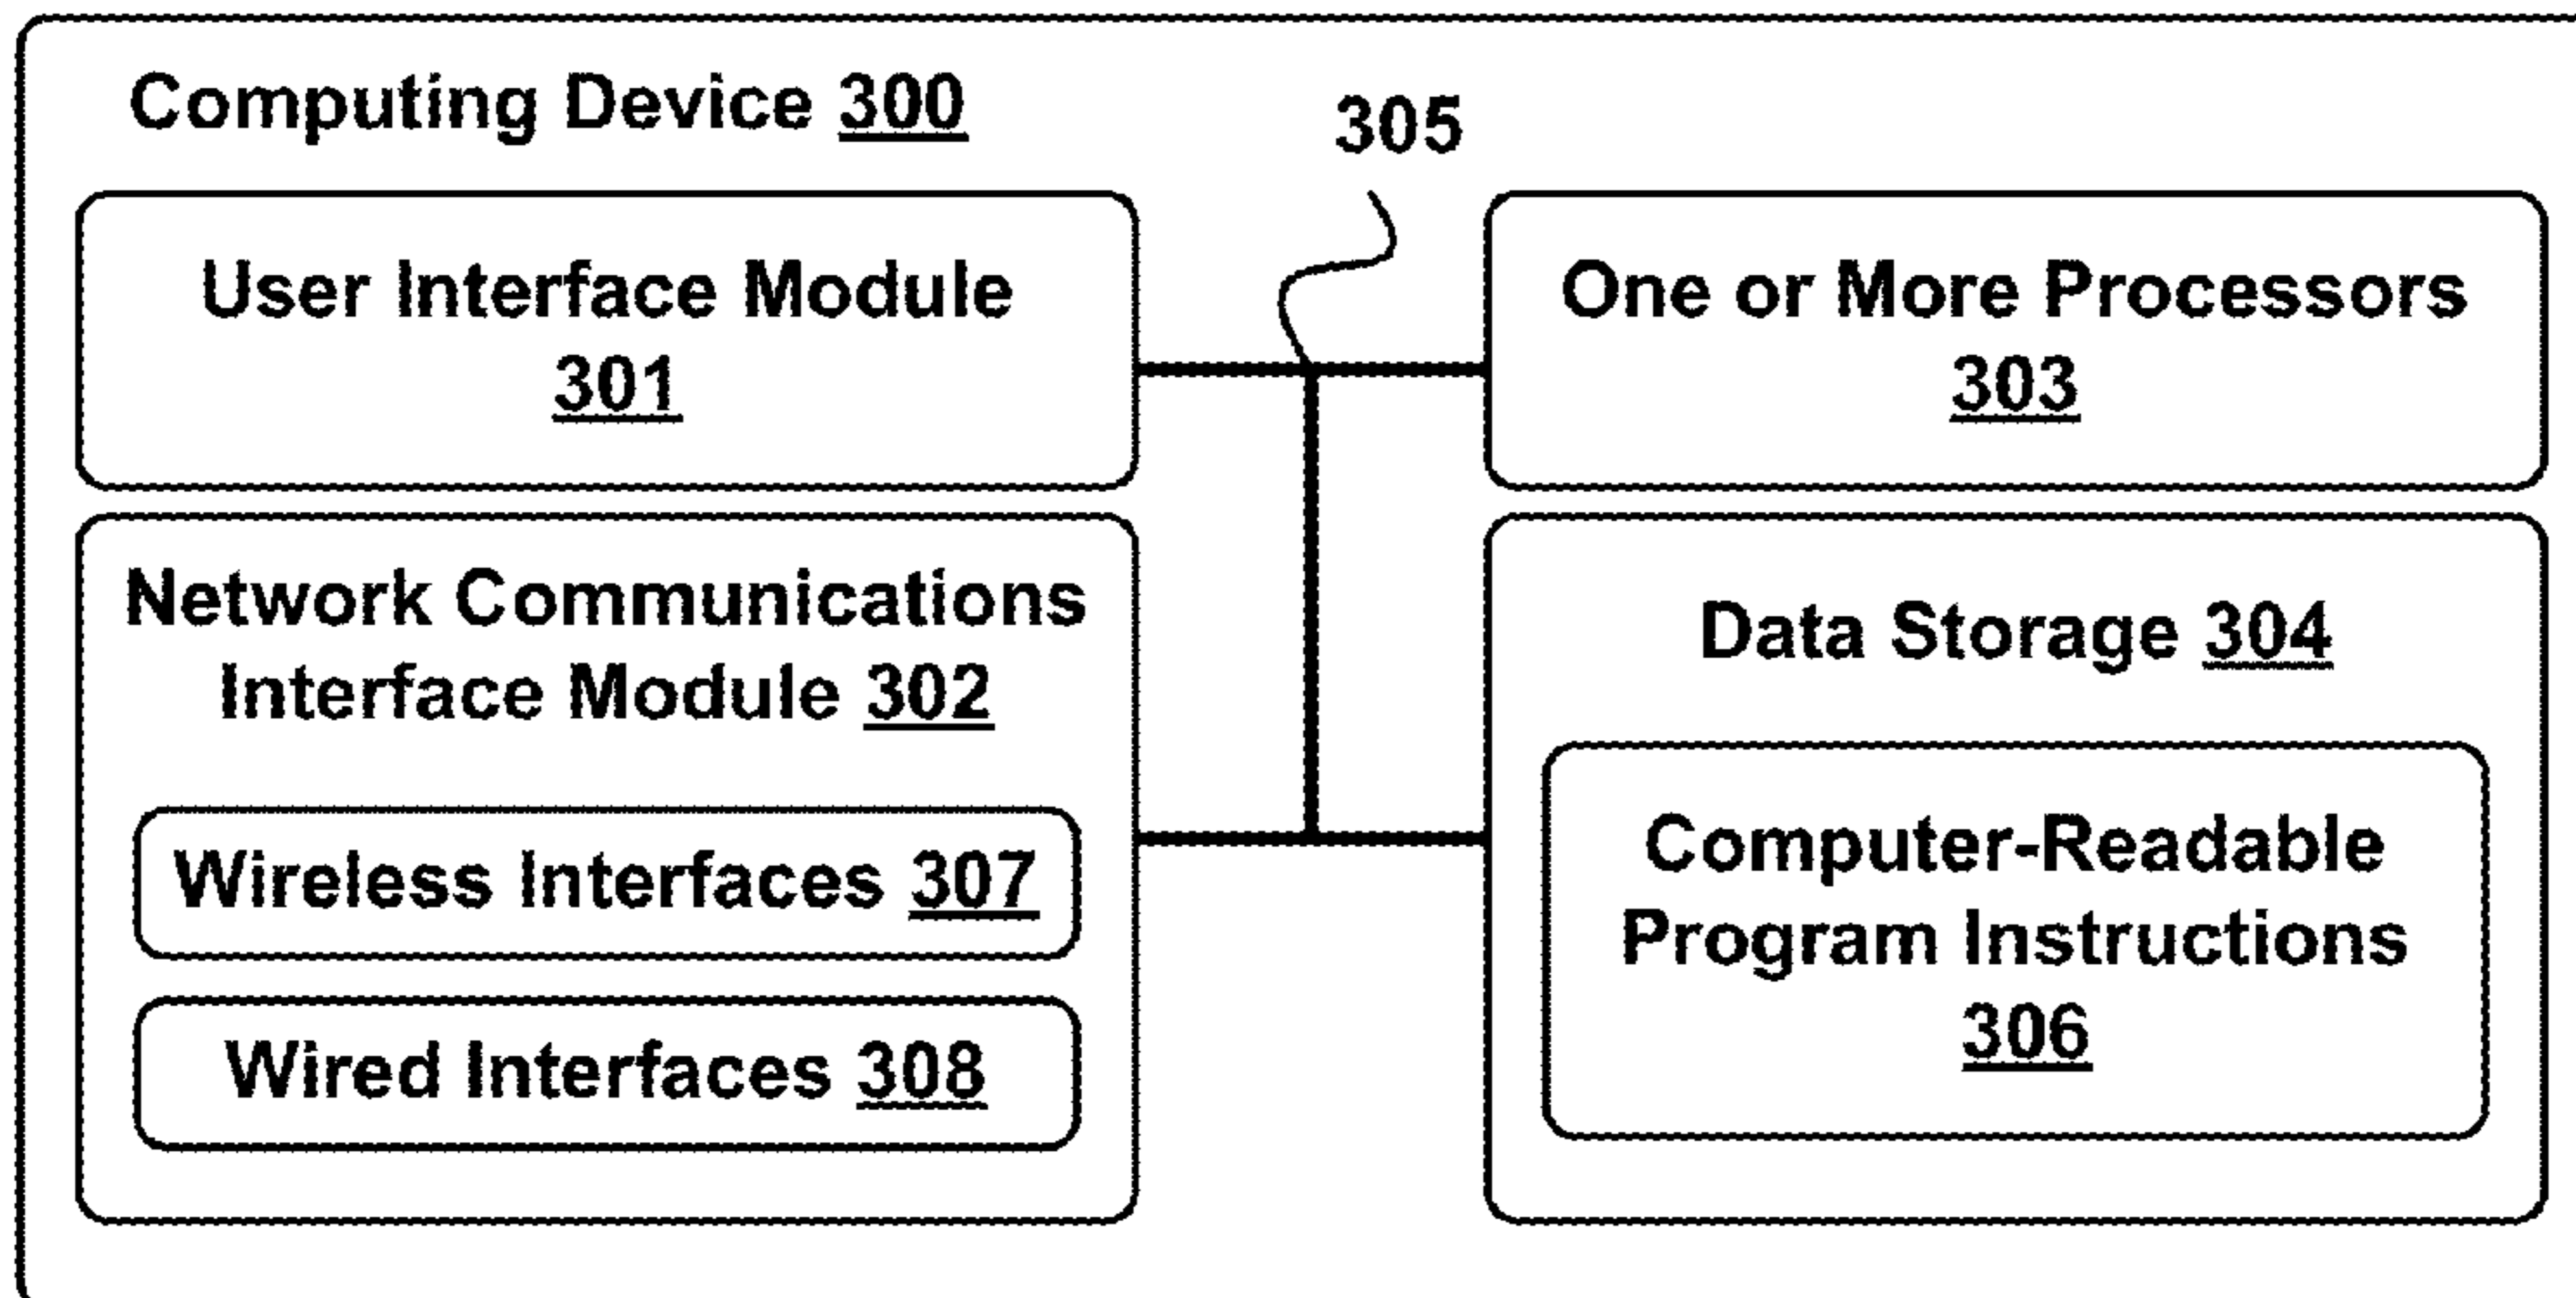 Computing Device 300
305
User Interface Module
301
One or More Processors
303
Network Communications
Interface Module 302
Wireless Interfaces 307
Wired Interfaces 308
Data Storage 304
Computer-Readable
Program Instructions
306